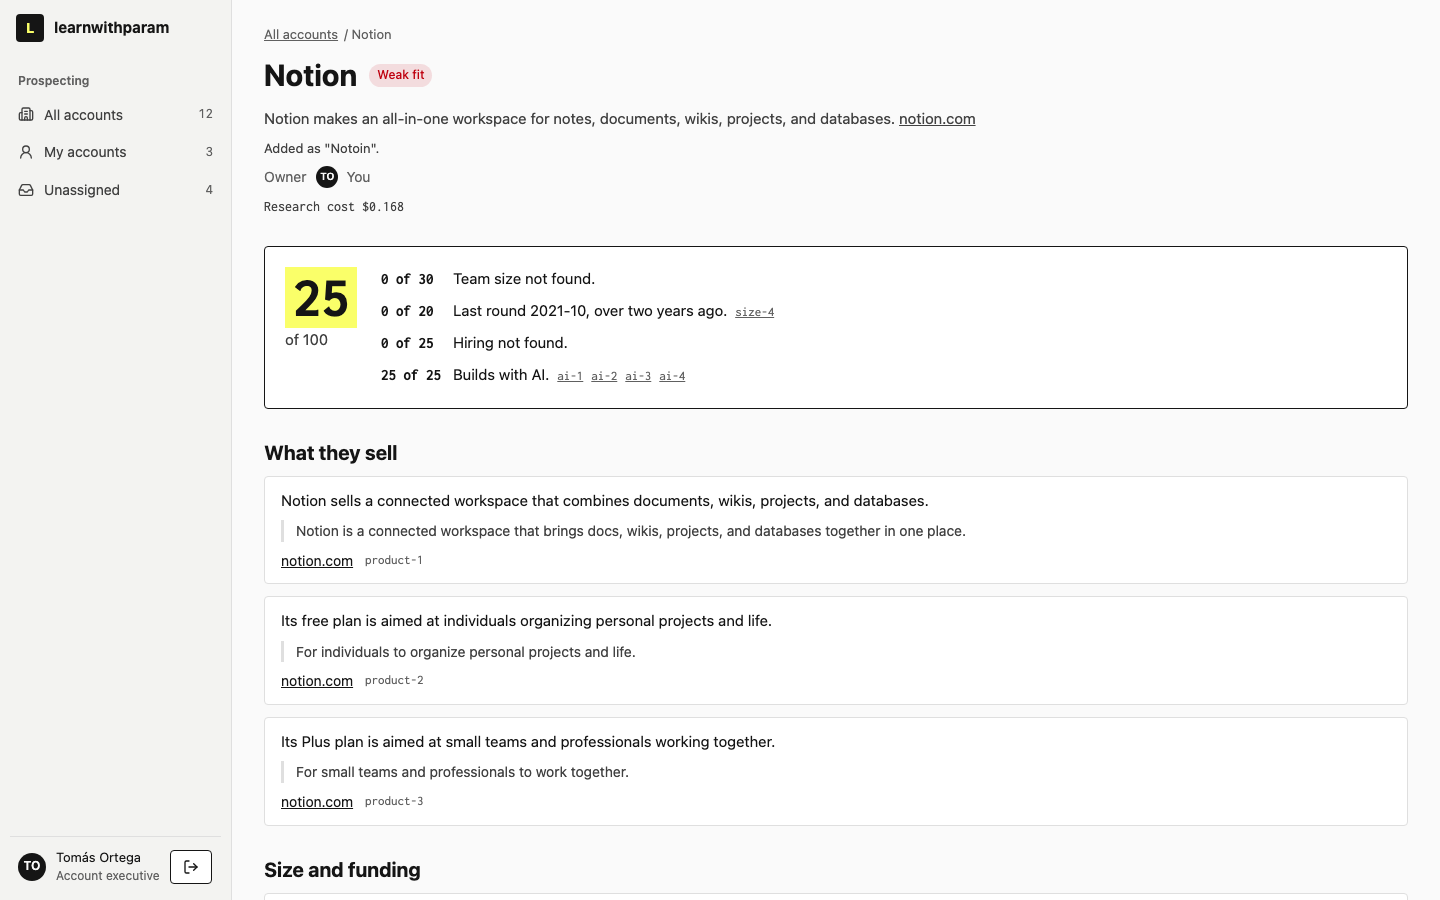 L learnwithparam
Prospecting
All accounts 12
My accounts 3
Unassigned 4
TO Tomás Ortega
Account executive
All accounts / Notion
Notion Weak fit
Notion makes an all-in-one workspace for notes, documents, wikis, projects, and databases. notion.com
Added as "Notoin".
Owner TO You
Research cost $0.168
25
of 100
0 of 30 Team size not found.
0 of 20 Last round 2021-10, over two years ago. size-4
0 of 25 Hiring not found.
25 of 25 Builds with AI. ai-1 ai-2 ai-3 ai-4
What they sell
Notion sells a connected workspace that combines documents, wikis, projects, and databases.
Notion is a connected workspace that brings docs, wikis, projects, and databases together in one place.
notion.com product-1
Its free plan is aimed at individuals organizing personal projects and life.
For individuals to organize personal projects and life.
notion.com product-2
Its Plus plan is aimed at small teams and professionals working together.
For small teams and professionals to work together.
notion.com product-3
Size and funding